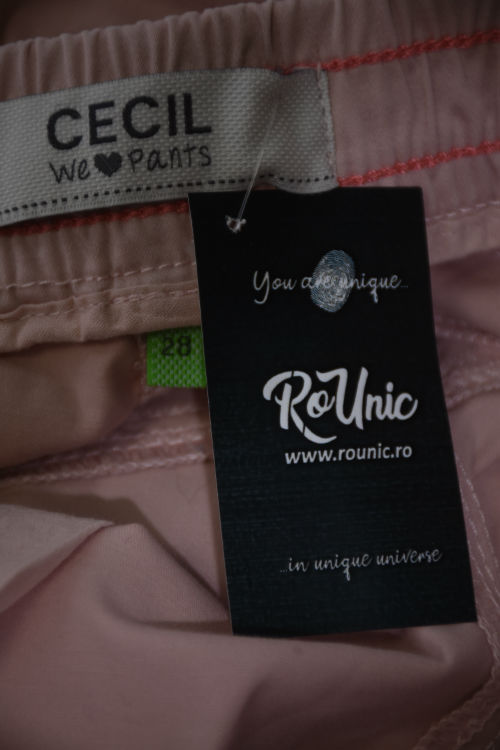 CECIL
We ♥ Pants
28
You are unique...
RoUnic
www.rounic.ro
...in unique universe